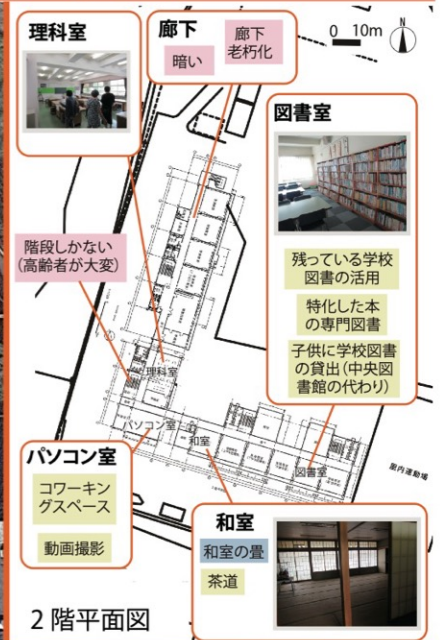 理科室
廊下
暗い
廊下
老朽化
0 10m
N
図書室
残っている学校
図書の活用
特化した本
の専門図書
子供に学校図書
の貸出(中央図
書館の代わり)
階段しかない
(高齢者が大変)
理科室
パソコン室
和室
図書室
屋内運動場
パソコン室
コワーキン
グスペース
動画撮影
和室
和室の畳
茶道
2階平面図